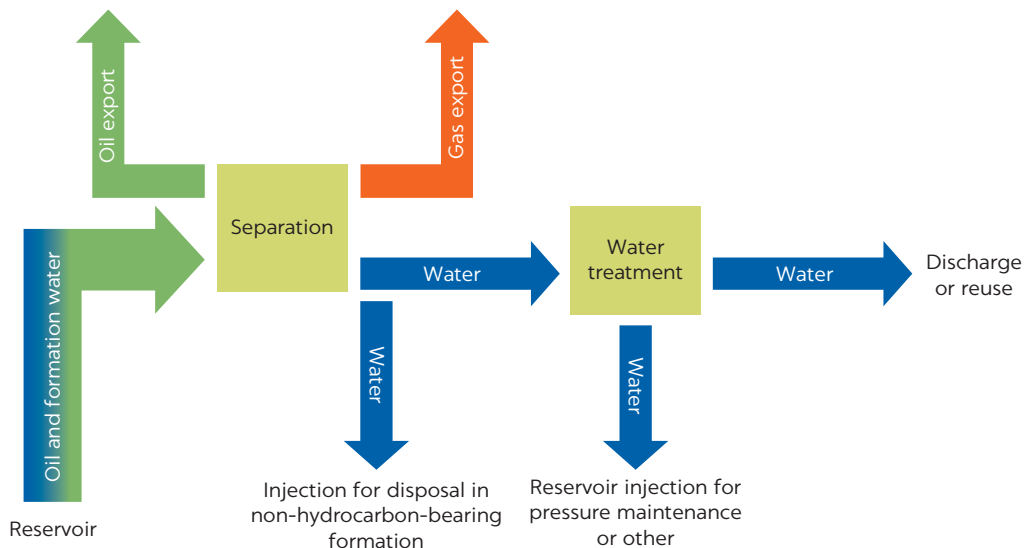 Oil export
Gas export
Separation
Oil and formation water
Reservoir
Water
Water
treatment
Water
Discharge
or reuse
Water
Injection for disposal in
non-hydrocarbon-bearing
formation
Water
Reservoir injection for
pressure maintenance
or other